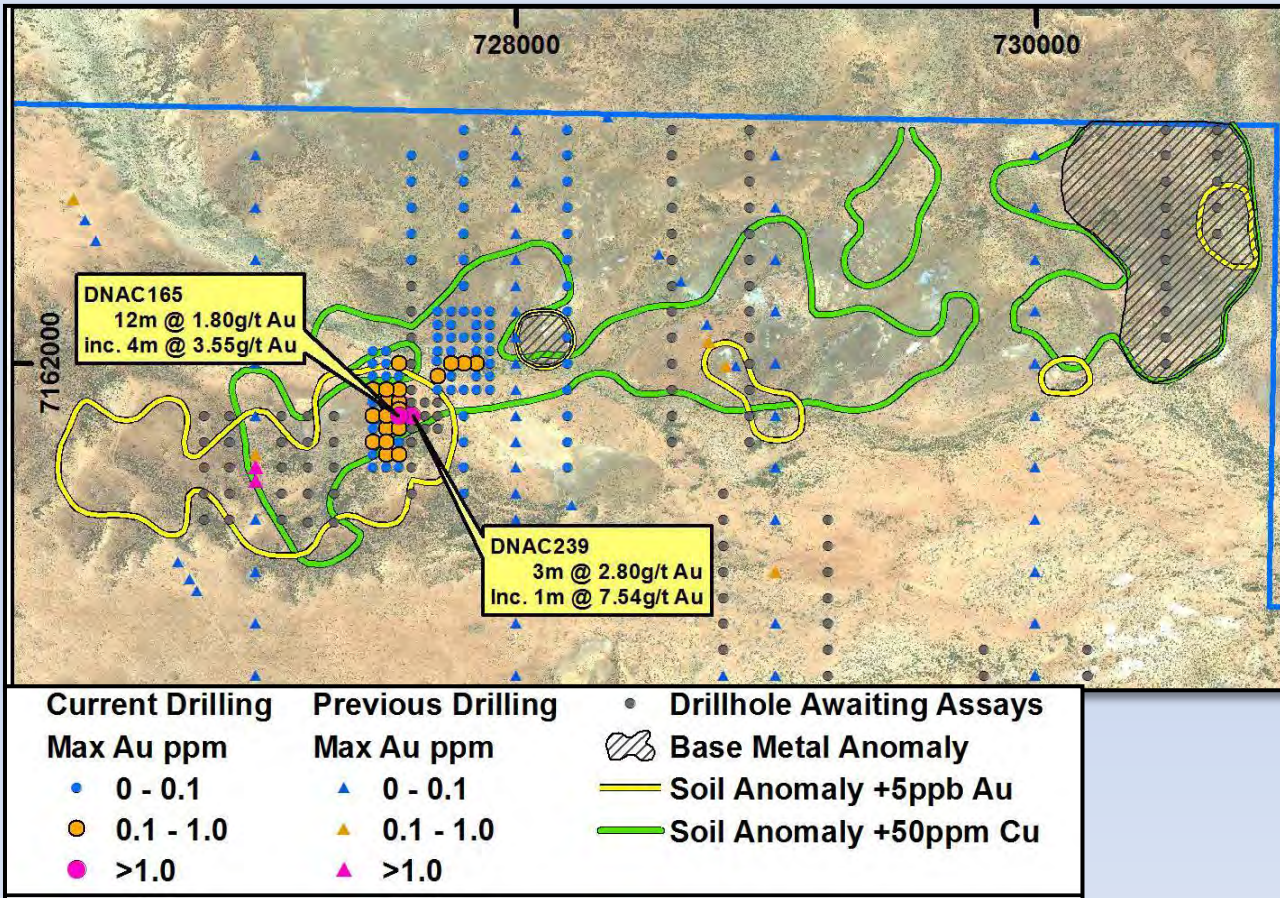 728000
730000
7162000
DNAC165
12m @ 1.80g/t Au
inc. 4m @ 3.55g/t Au
DNAC239
3m @ 2.80g/t Au
Inc. 1m @ 7.54g/t Au
Current Drilling
Max Au ppm
0 - 0.1
0.1 - 1.0
>1.0
Previous Drilling
Max Au ppm
0 - 0.1
0.1 - 1.0
>1.0
Drillhole Awaiting Assays
Base Metal Anomaly
Soil Anomaly +5ppb Au
Soil Anomaly +50ppm Cu